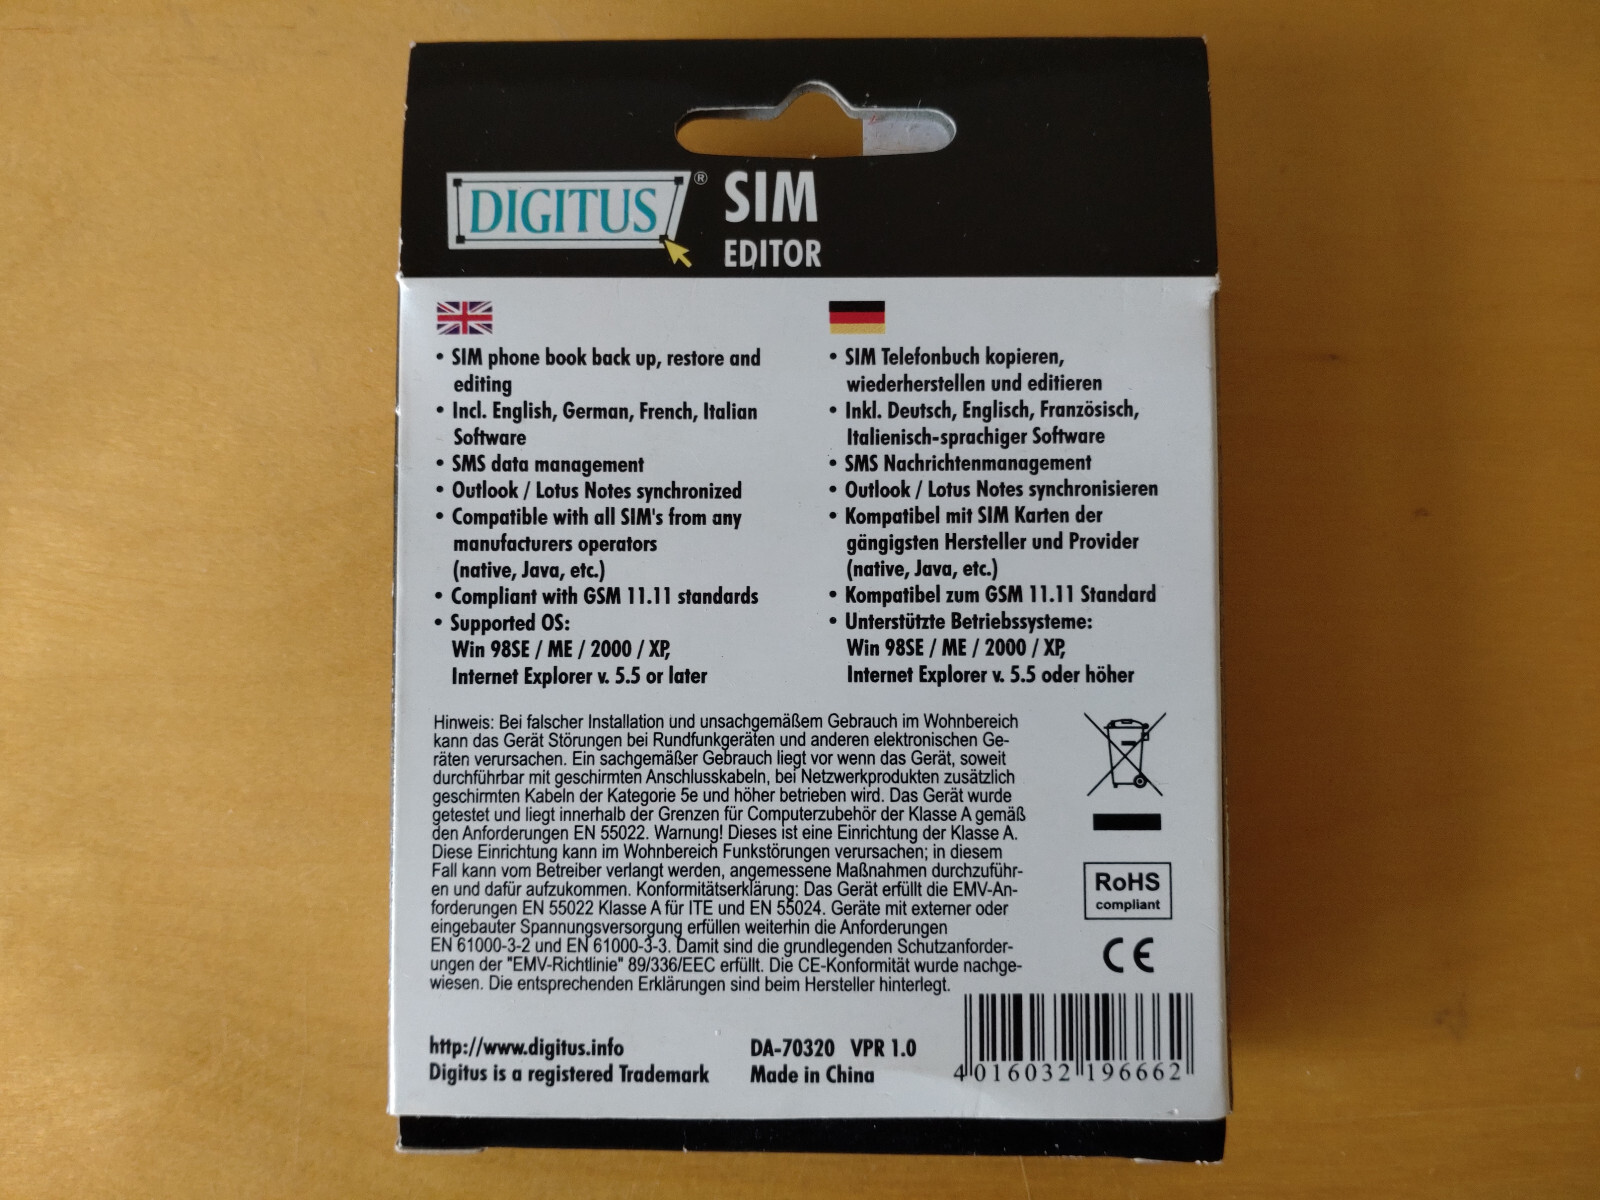 DIGITUS®
SIM
EDITOR
• SIM phone book back up, restore and
editing
• Incl. English, German, French, Italian
Software
• SMS data management
• Outlook / Lotus Notes synchronized
• Compatible with all SIM's from any
manufacturers operators
(native, Java, etc.)
• Compliant with GSM 11.11 standards
• Supported OS:
Win 98SE / ME / 2000 / XP,
Internet Explorer v. 5.5 or later
• SIM Telefonbuch kopieren,
wiederherstellen und editieren
• Inkl. Deutsch, Englisch, Französisch,
Italienisch-sprachiger Software
• SMS Nachrichtenmanagement
• Outlook / Lotus Notes synchronisieren
• Kompatibel mit SIM Karten der
gängigsten Hersteller und Provider
(native, Java, etc.)
• Kompatibel zum GSM 11.11 Standard
• Unterstützte Betriebssysteme:
Win 98SE / ME / 2000 / XP,
Internet Explorer v. 5.5 oder höher
Hinweis: Bei falscher Installation und unsachgemäßem Gebrauch im Wohnbereich
kann das Gerät Störungen bei Rundfunkgeräten und anderen elektronischen Ge-
räten verursachen. Ein sachgemäßer Gebrauch liegt vor wenn das Gerät, soweit
durchführbar mit geschirmten Anschlusskabeln, bei Netzwerkprodukten zusätzlich
geschirmten Kabeln der Kategorie 5e und höher betrieben wird. Das Gerät wurde
getestet und liegt innerhalb der Grenzen für Computerzubehör der Klasse A gemäß
den Anforderungen EN 55022. Warnung! Dieses ist eine Einrichtung der Klasse A.
Diese Einrichtung kann im Wohnbereich Funkstörungen verursachen; in diesem
Fall kann vom Betreiber verlangt werden, angemessene Maßnahmen durchzuführ-
en und dafür aufzukommen. Konformitätserklärung: Das Gerät erfüllt die EMV-An-
forderungen EN 55022 Klasse A für ITE und EN 55024. Geräte mit externer oder
eingebauter Spannungsversorgung erfüllen weiterhin die Anforderungen
EN 61000-3-2 und EN 61000-3-3. Damit sind die grundlegenden Schutzanforder-
ungen der "EMV-Richtlinie" 89/336/EEC erfüllt. Die CE-Konformität wurde nachge-
wiesen. Die entsprechenden Erklärungen sind beim Hersteller hinterlegt.
RoHS
compliant
CE
http://www.digitus.info
Digitus is a registered Trademark
DA-70320 VPR 1.0
Made in China
4 016032 196662